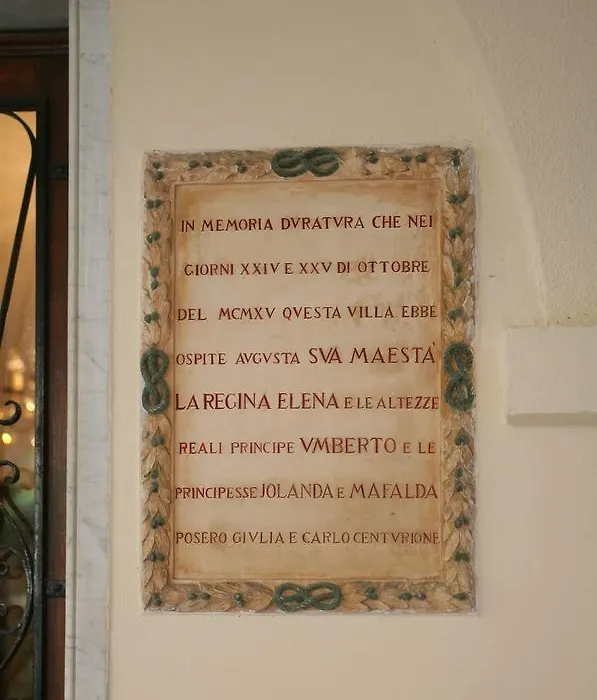 IN MEMORIA DVRATVRA CHE NEI
GIORNI XXIV E XXV DI OTTOBRE
DEL MCMXV QVESTA VILLA EBBE
OSPITE AVGVSTA SVA MAESTA'
LA REGINA ELENA E LE ALTEZZE
REALI PRINCIPE VMBERTO E LE
PRINCIPESSE JOLANDA E MAFALDA
POSERO GIVLIA E CARLO CENTVRIONE